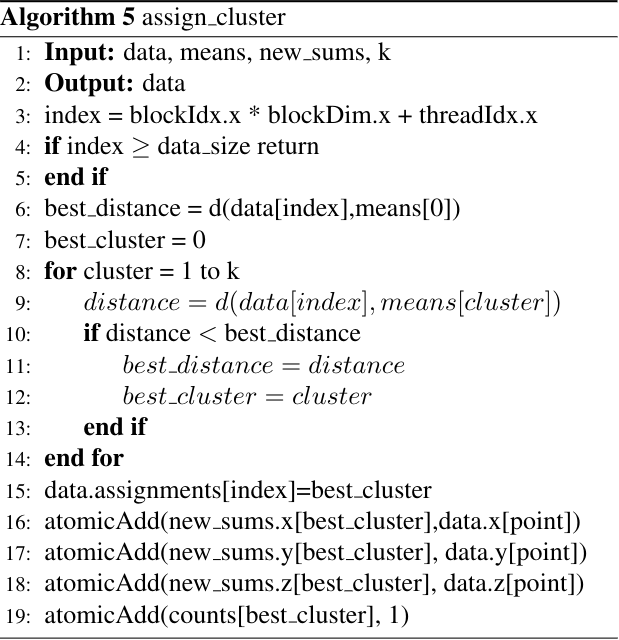 Algorithm 5 assign_cluster
1: Input: data, means, new_sums, k
2: Output: data
3: index = blockIdx.x * blockDim.x + threadIdx.x
4: if index ≥ data_size return
5: end if
6: best_distance = d(data[index],means[0])
7: best_cluster = 0
8: for cluster = 1 to k
9: distance = d(data[index], means[cluster])
10: if distance < best_distance
11: best_distance = distance
12: best_cluster = cluster
13: end if
14: end for
15: data.assignments[index]=best_cluster
16: atomicAdd(new_sums.x[best_cluster],data.x[point])
17: atomicAdd(new_sums.y[best_cluster], data.y[point])
18: atomicAdd(new_sums.z[best_cluster], data.z[point])
19: atomicAdd(counts[best_cluster], 1)